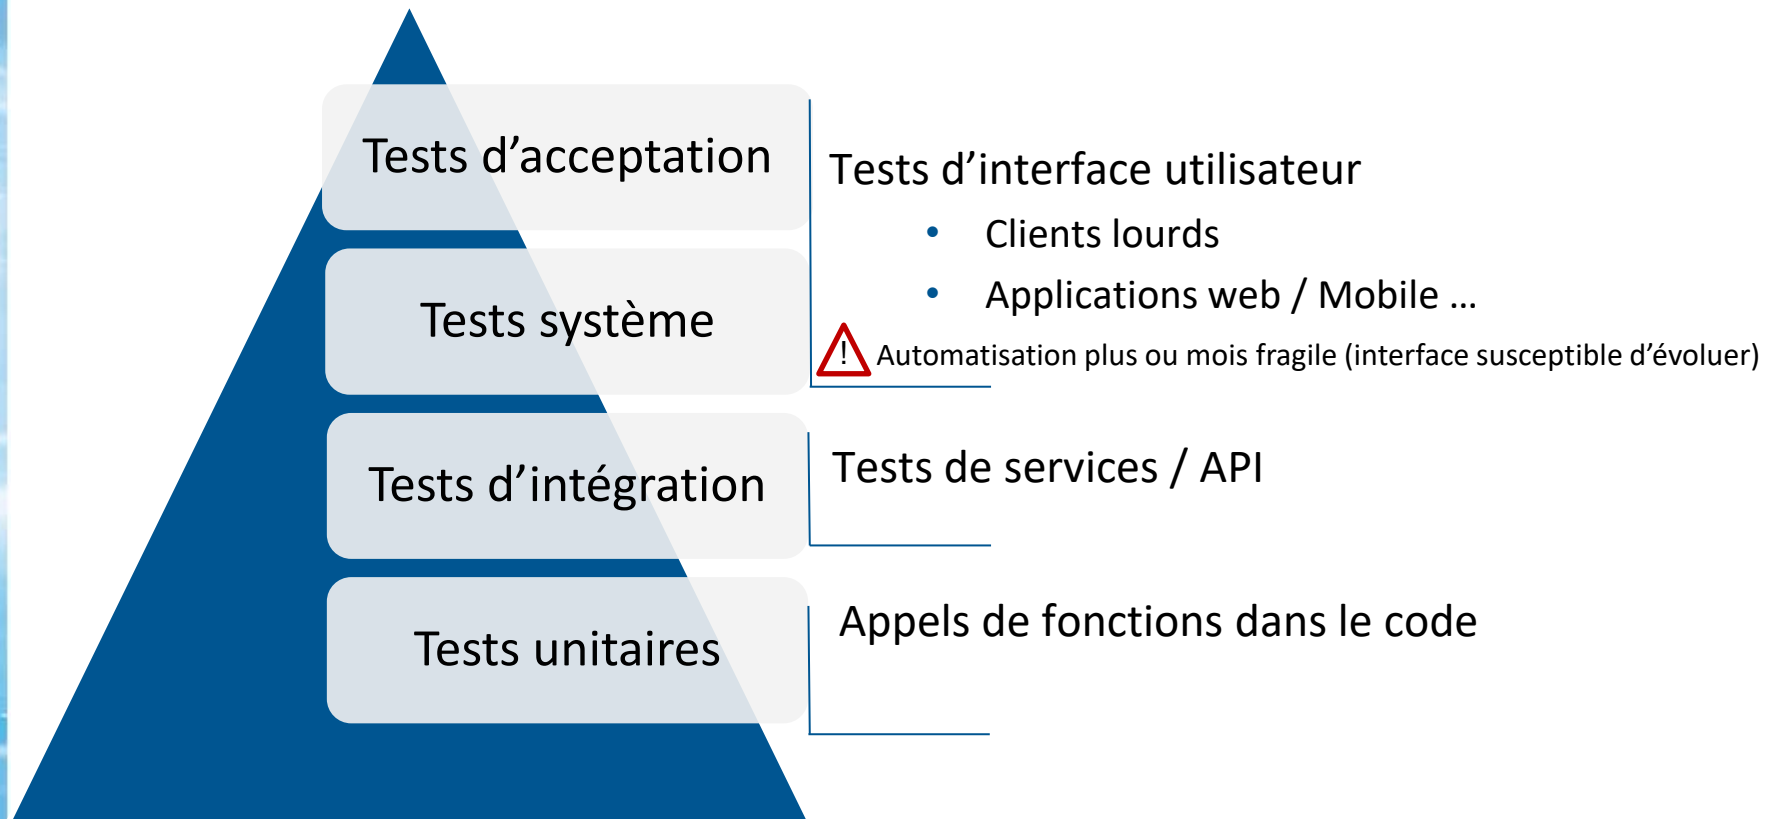 Tests d’acceptation
Tests d’interface utilisateur
• Clients lourds
• Applications web / Mobile ...
Tests système
! Automatisation plus ou mois fragile (interface susceptible d’évoluer)
Tests d’intégration
Tests de services / API
Tests unitaires
Appels de fonctions dans le code